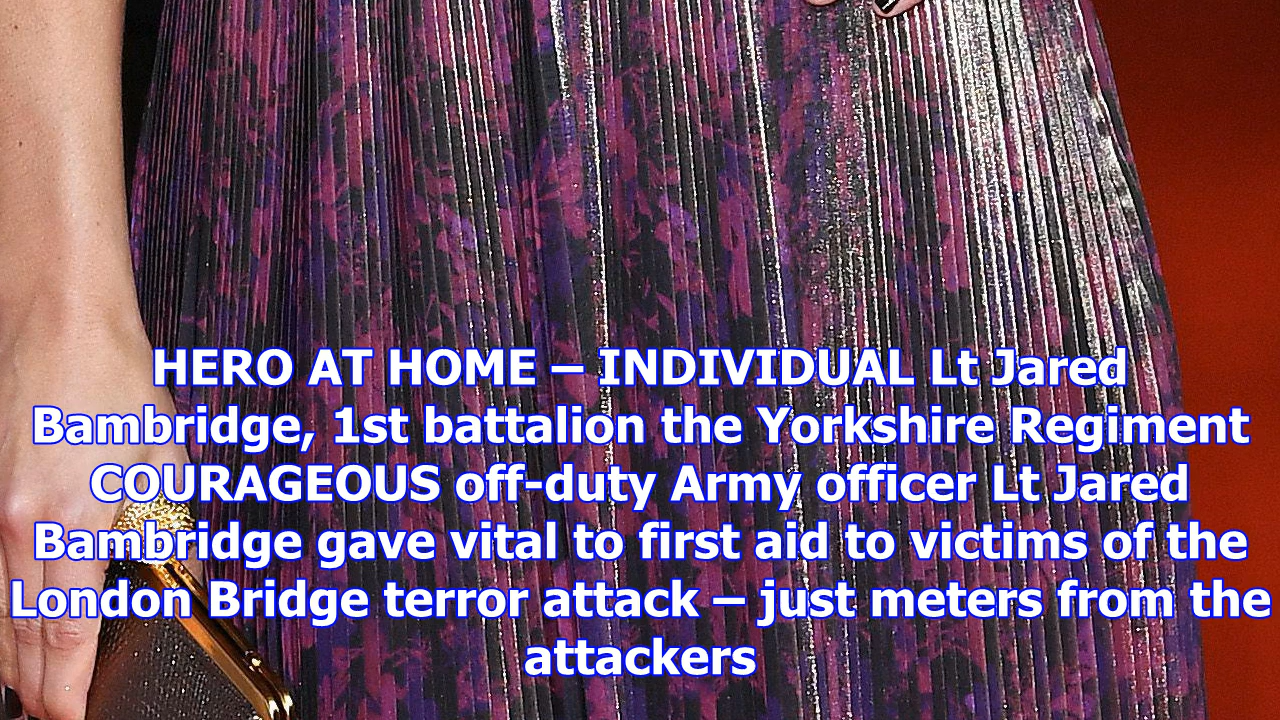 HERO AT HOME – INDIVIDUAL Lt Jared
Bambridge, 1st battalion the Yorkshire Regiment
COURAGEOUS off-duty Army officer Lt Jared
Bambridge gave vital to first aid to victims of the
London Bridge terror attack – just meters from the
attackers